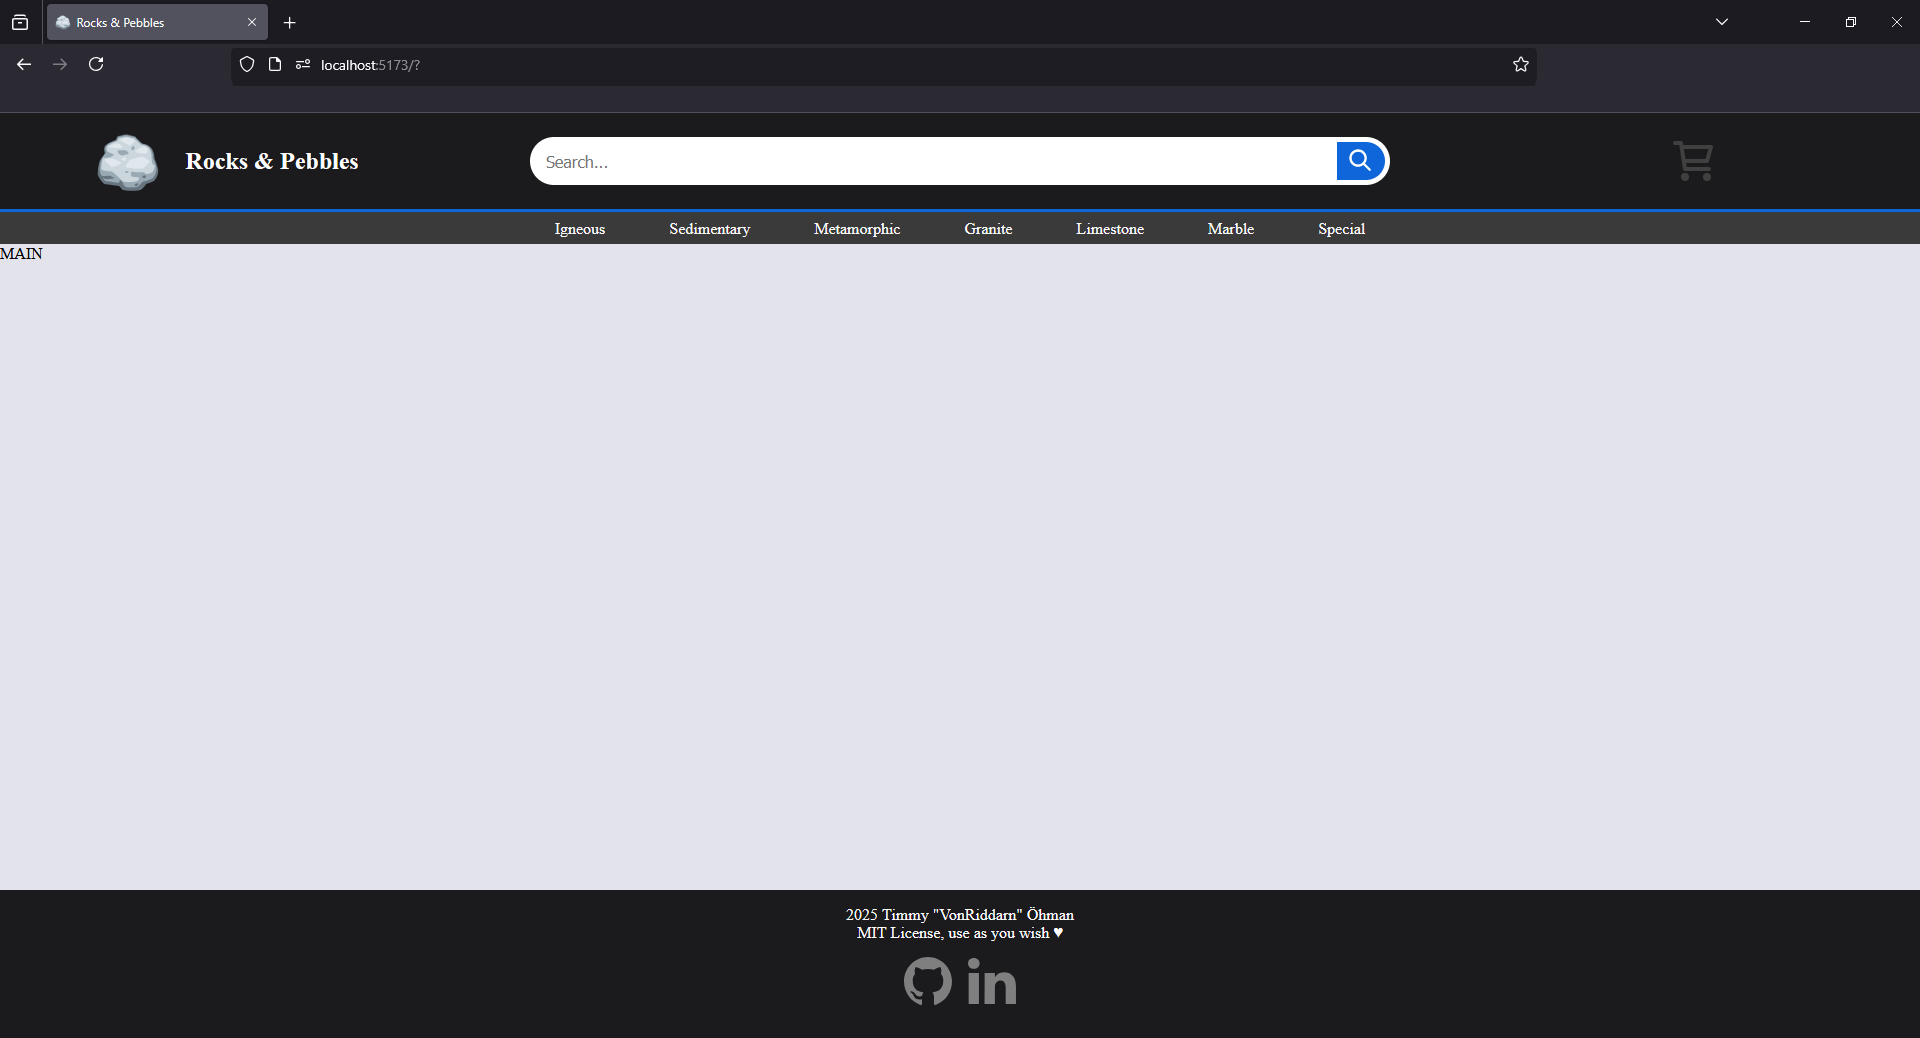 Rocks & Pebbles
localhost:5173/?
Rocks & Pebbles
Search...
Igneous Sedimentary Metamorphic Granite Limestone Marble Special
MAIN
2025 Timmy "VonRiddarn" Öhman
MIT License, use as you wish ♥
in